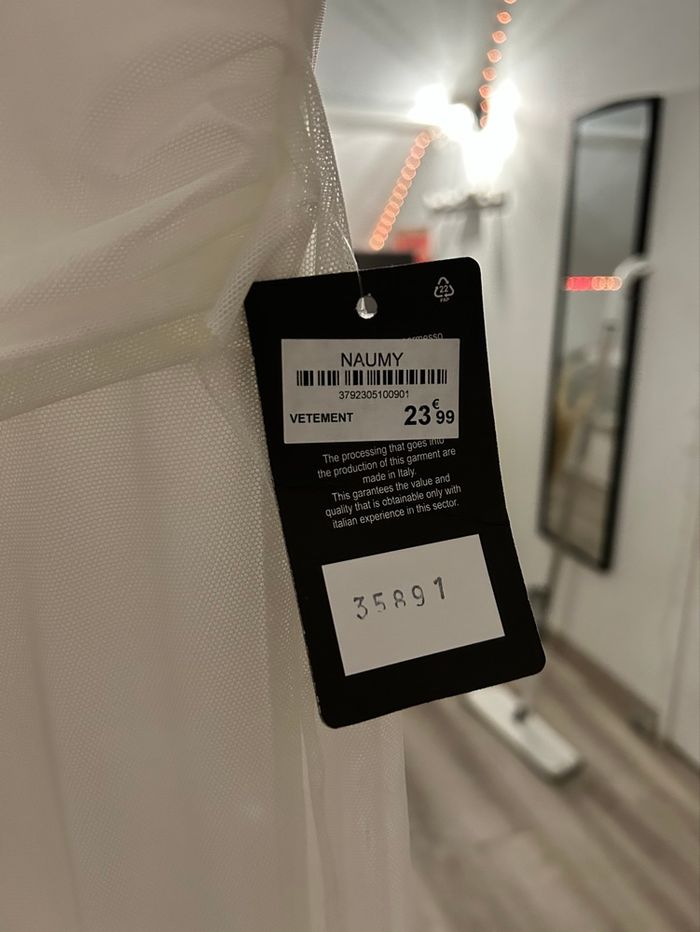 22
PAP
NAUMY
3792305100901
VETEMENT 23€99
The processing that goes into
the production of this garment are
made in Italy.
This garantees the value and
quality that is obtainable only with
italian experience in this sector.
35891